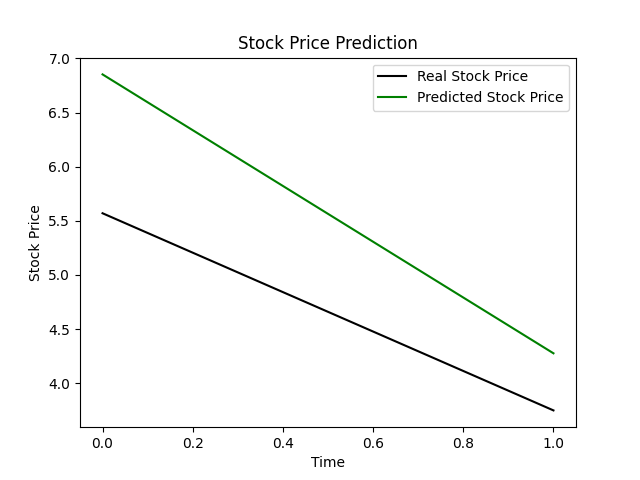 Stock Price Prediction
Real Stock Price
Predicted Stock Price
Stock Price
7.0
6.5
6.0
5.5
5.0
4.5
4.0
0.0 0.2 0.4 0.6 0.8 1.0
Time